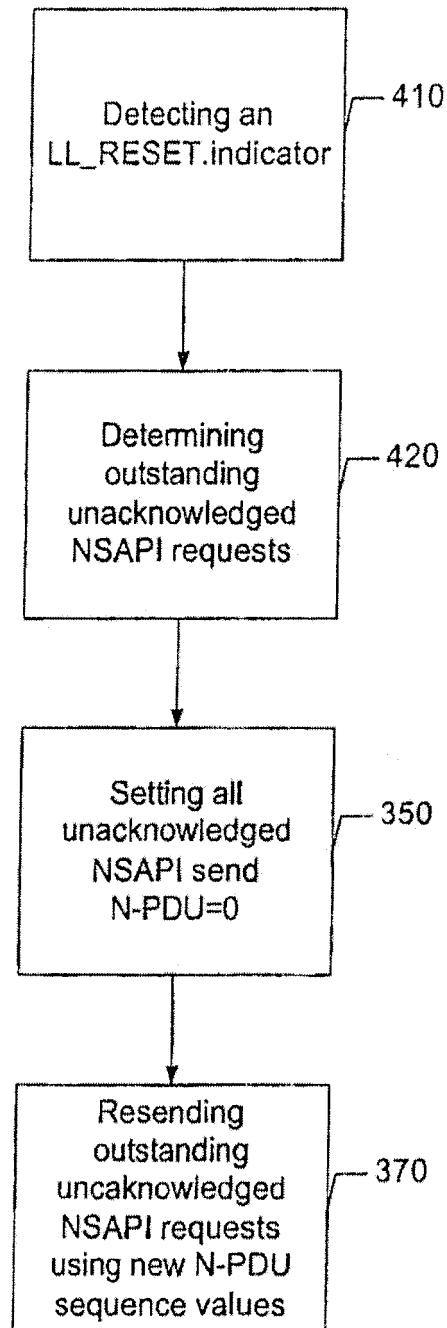 Detecting an
LL_RESET.indicator
410
Determining
outstanding
unacknowledged
NSAPI requests
420
Setting all
unacknowledged
NSAPI send
N-PDU=0
350
Resending
outstanding
uncaknowledged
NSAPI requests
using new N-PDU
sequence values
370